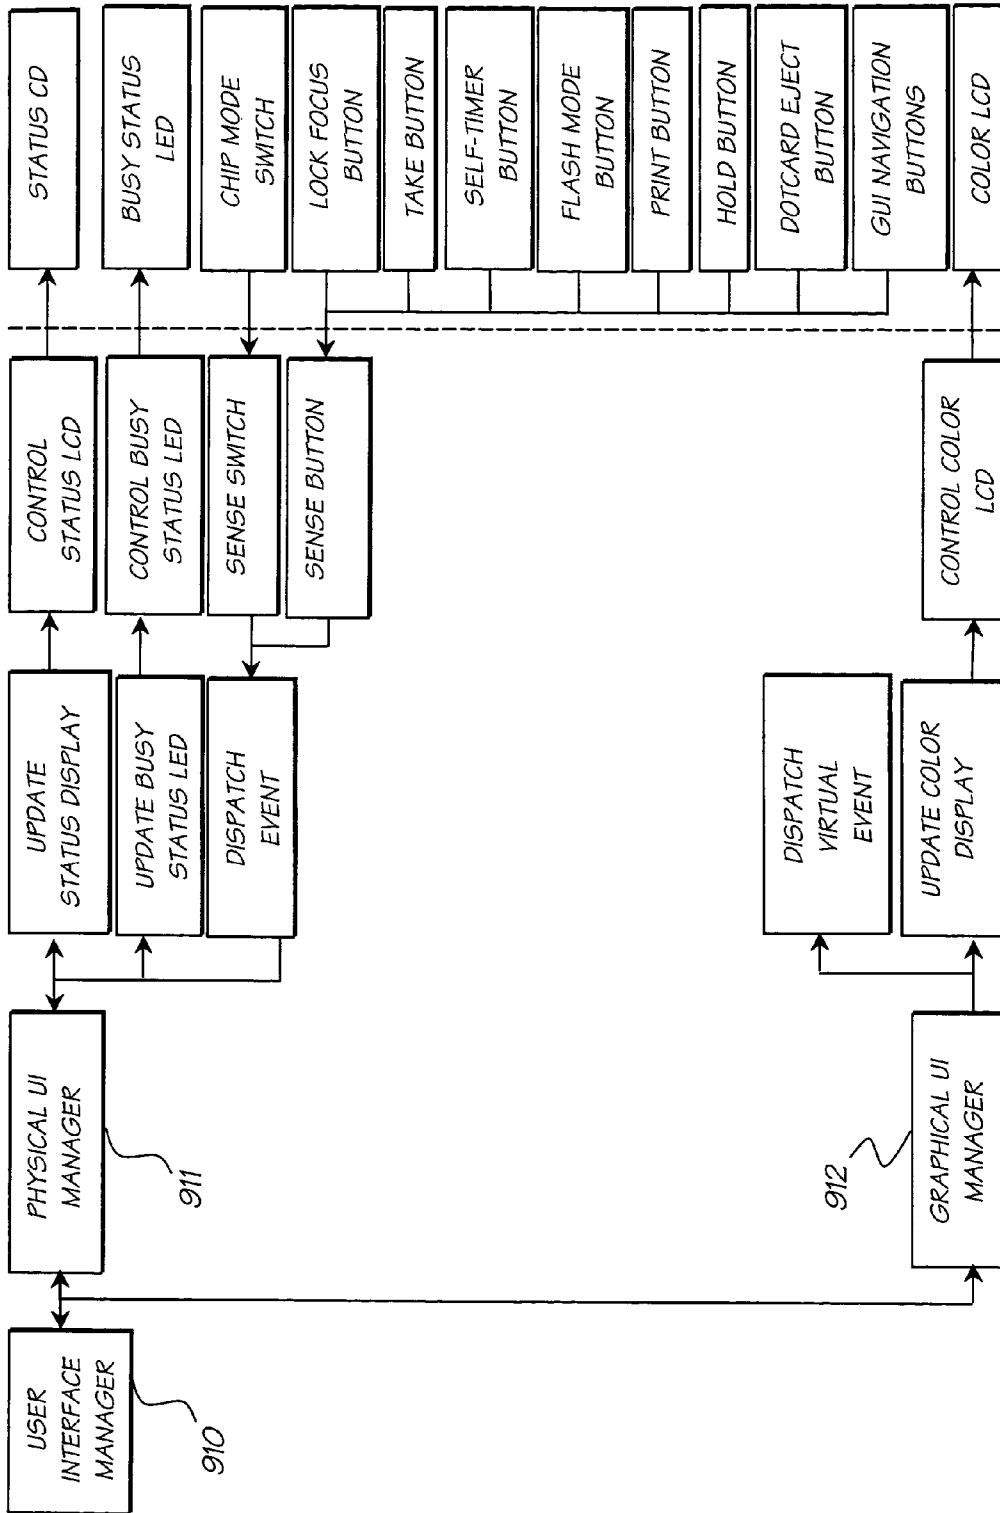 USER
INTERFACE
MANAGER
910
PHYSICAL UI
MANAGER
911
GRAPHICAL UI
MANAGER
912
UPDATE
STATUS DISPLAY
UPDATE BUSY
STATUS LED
DISPATCH
EVENT
DISPATCH
VIRTUAL
EVENT
UPDATE COLOR
DISPLAY
CONTROL
STATUS LCD
CONTROL BUSY
STATUS LED
SENSE SWITCH
SENSE BUTTON
CONTROL COLOR
LCD
STATUS CD
BUSY STATUS
LED
CHIP MODE
SWITCH
LOCK FOCUS
BUTTON
TAKE BUTTON
SELF-TIMER
BUTTON
FLASH MODE
BUTTON
PRINT BUTTON
HOLD BUTTON
DOTCARD EJECT
BUTTON
GUI NAVIGATION
BUTTONS
COLOR LCD